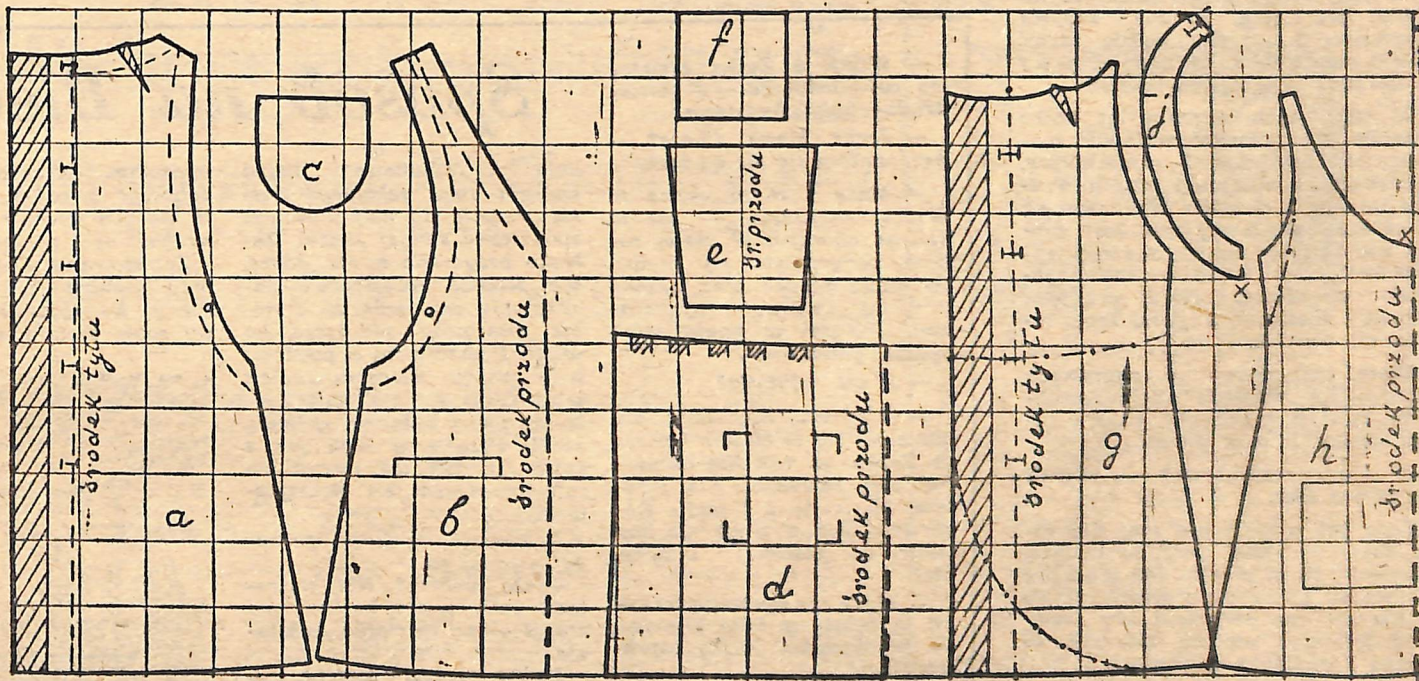 a
środek tyłu
c
b
środek przodu
f
e
śr. przodu
d
środek przodu
g
środek tyłu
x
h
środek przodu
x